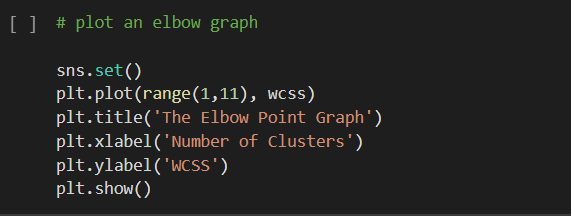 [ ] # plot an elbow graph
sns.set()
plt.plot(range(1,11), wcss)
plt.title('The Elbow Point Graph')
plt.xlabel('Number of Clusters')
plt.ylabel('WCSS')
plt.show()